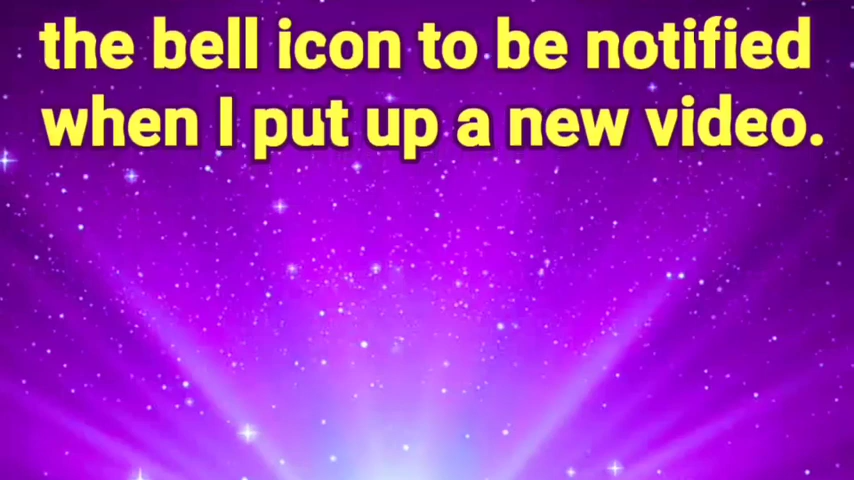 the bell icon to be notified
when I put up a new video.